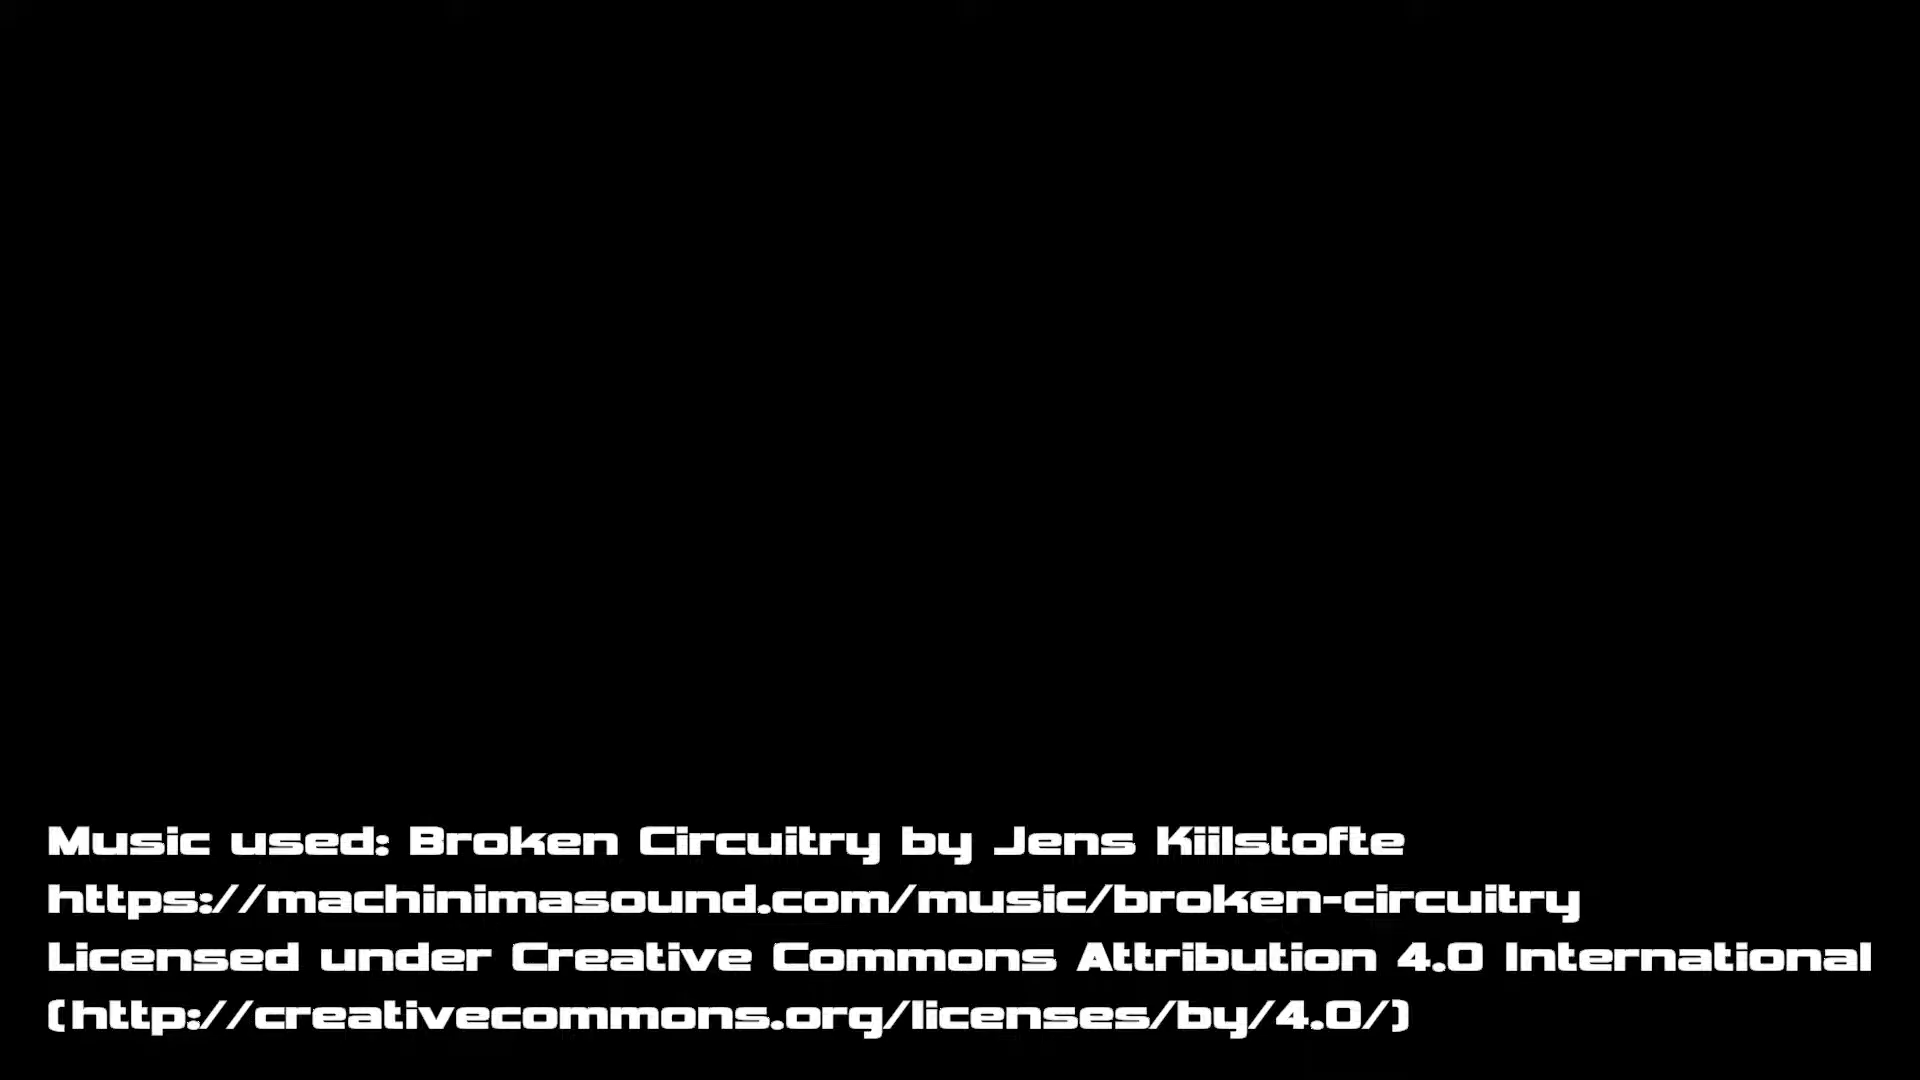 Music used: Broken Circuitry by Jens Kiilstofte
https://machinimasound.com/music/broken-circuitry
Licensed under Creative Commons Attribution 4.0 International
(http://creativecommons.org/licenses/by/4.0/)